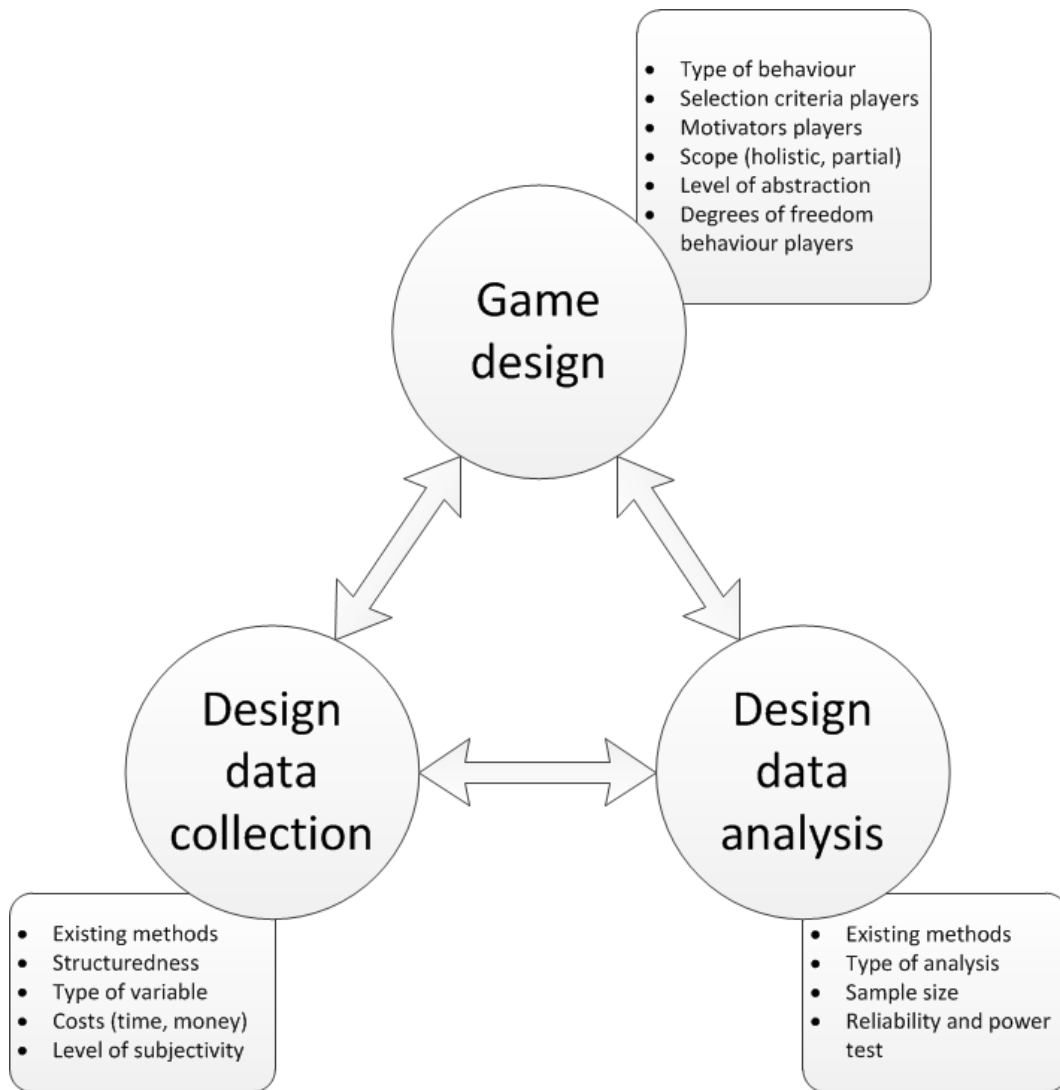 • Type of behaviour
• Selection criteria players
• Motivators players
• Scope (holistic, partial)
• Level of abstraction
• Degrees of freedom
behaviour players
Game
design
Design
data
collection
• Existing methods
• Structuredness
• Type of variable
• Costs (time, money)
• Level of subjectivity
Design
data
analysis
• Existing methods
• Type of analysis
• Sample size
• Reliability and power
test